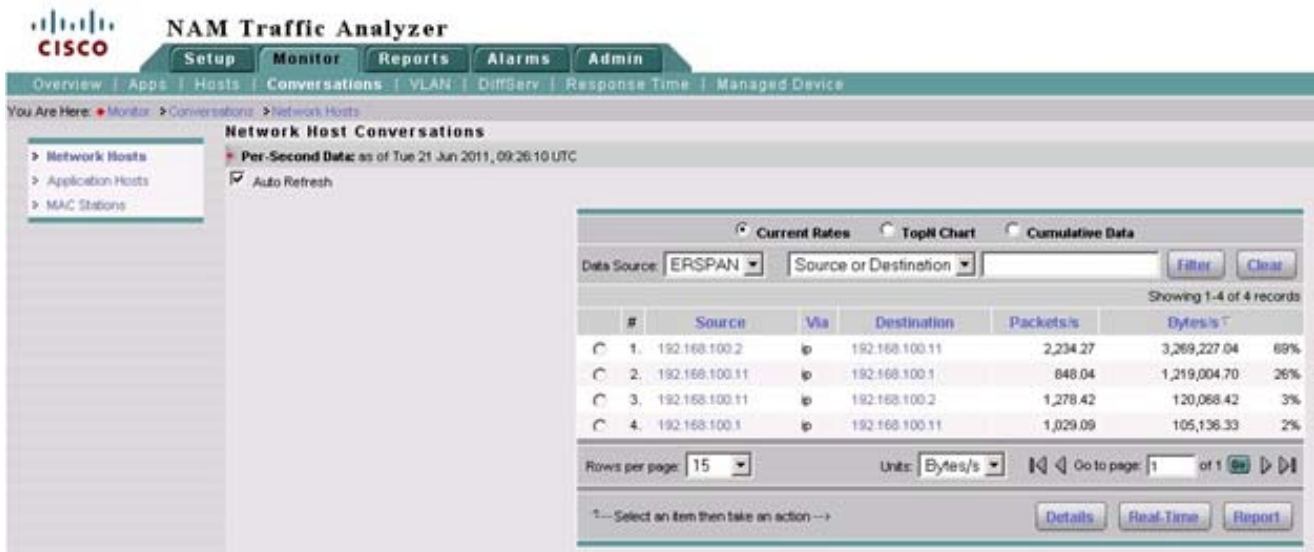 CISCO
NAM Traffic Analyzer
Setup Monitor Reports Alarms Admin
Overview | Apps | Hosts | Conversations | VLAN | DiffServ | Response Time | Managed Device
You Are Here: Monitor > Conversations > Network Hosts
Network Host Conversations
> Network Hosts
> Application Hosts
> MAC Stations
Per-Second Data: as of Tue 21 Jun 2011, 09:26:10 UTC
Auto Refresh
Current Rates TopN Chart Cumulative Data
Data Source: ERSPAN Source or Destination Filter Clear
Showing 1-4 of 4 records
# Source Via Destination Packets/s Bytes/s
1. 192.168.100.2 ip 192.168.100.11 2,234.27 3,269,227.04 69%
2. 192.168.100.11 ip 192.168.100.1 848.04 1,219,004.70 26%
3. 192.168.100.11 ip 192.168.100.2 1,278.42 120,068.42 3%
4. 192.168.100.1 ip 192.168.100.11 1,029.09 105,136.33 2%
Rows per page: 15 Units: Bytes/s Go to page: 1 of 1 Go
Select an item then take an action --> Details Real-Time Report